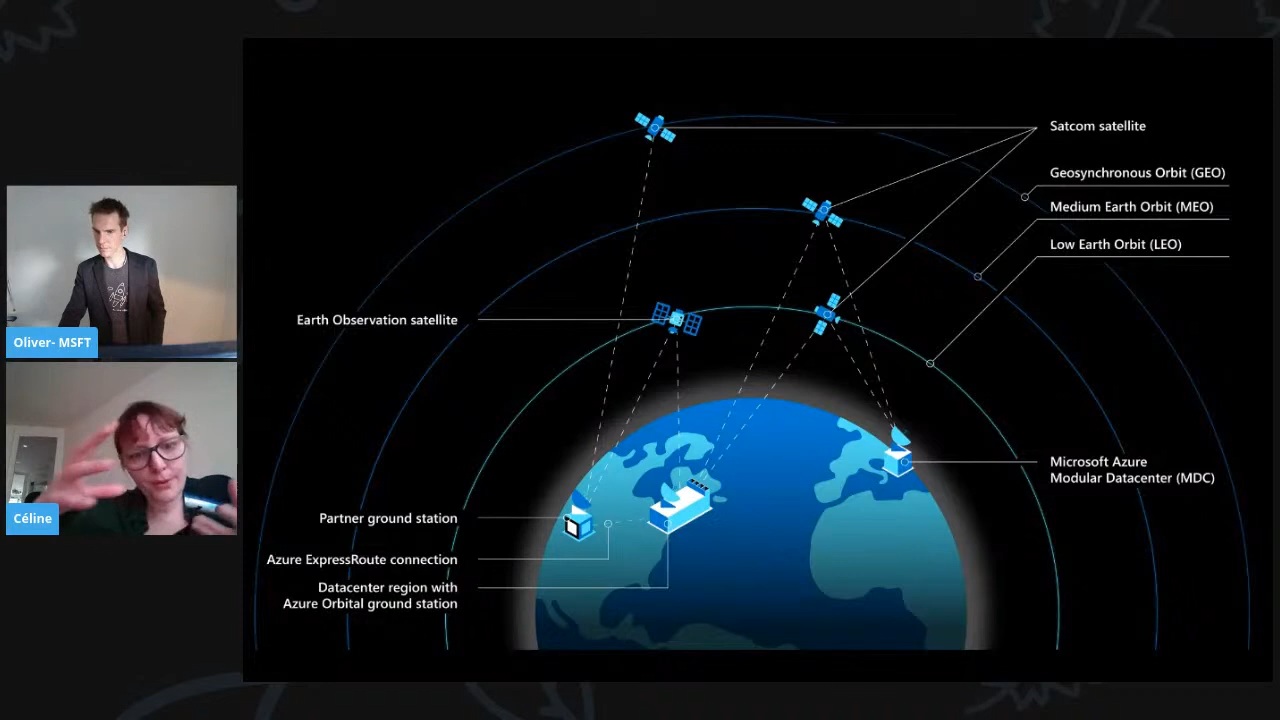 Satcom satellite
Geosynchronous Orbit (GEO)
Medium Earth Orbit (MEO)
Low Earth Orbit (LEO)
Earth Observation satellite
Oliver- MSFT
Microsoft Azure
Modular Datacenter (MDC)
Céline
Partner ground station
Azure ExpressRoute connection
Datacenter region with
Azure Orbital ground station